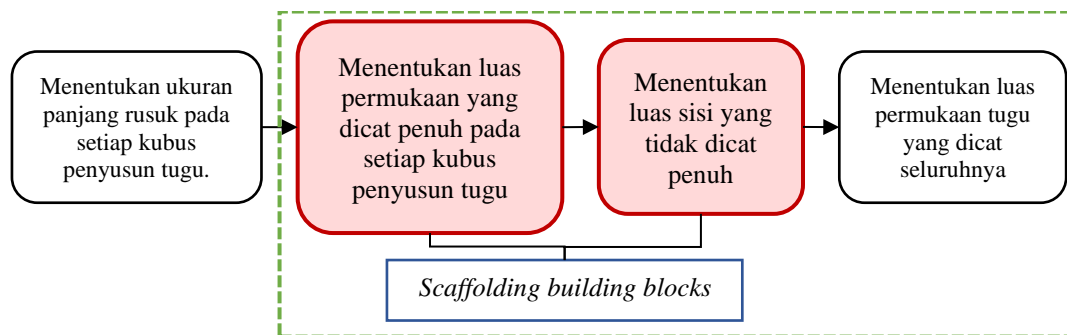 Menentukan ukuran
panjang rusuk pada
setiap kubus
penyusun tugu.
Menentukan luas
permukaan yang
dicat penuh pada
setiap kubus
penyusun tugu
Menentukan
luas sisi yang
tidak dicat
penuh
Menentukan luas
permukaan tugu
yang dicat
seluruhnya
Scaffolding building blocks